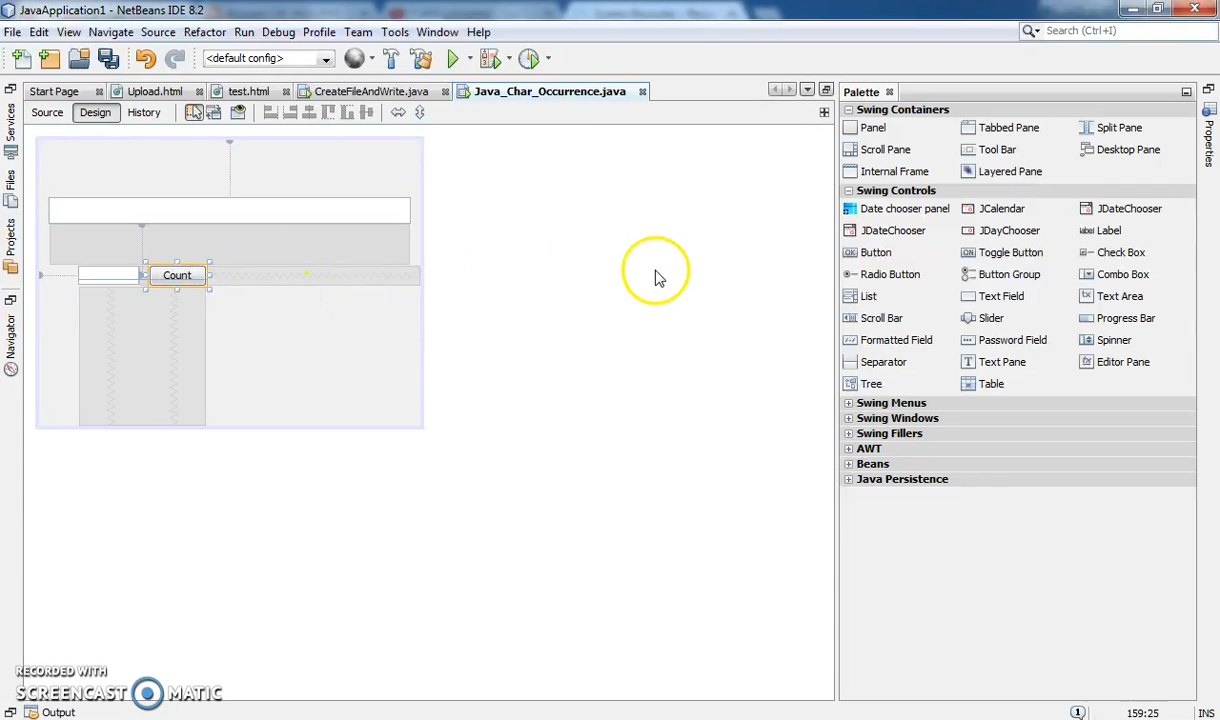 JavaApplication1 - NetBeans IDE 8.2
File Edit View Navigate Source Refactor Run Debug Profile Team Tools Window Help
Search (Ctrl+I)
<default config>
Start Page Upload.html test.html CreateFileAndWrite.java Java_Char_Occurrence.java
Source Design History
Services
Files
Projects
Navigator
Count
Palette
Swing Containers
Panel Tabbed Pane Split Pane
Scroll Pane Tool Bar Desktop Pane
Internal Frame Layered Pane
Swing Controls
Date chooser panel JCalendar JDateChooser
JDateChooser JDayChooser Label
Button Toggle Button Check Box
Radio Button Button Group Combo Box
List Text Field Text Area
Scroll Bar Slider Progress Bar
Formatted Field Password Field Spinner
Separator Text Pane Editor Pane
Tree Table
Swing Menus
Swing Windows
Swing Fillers
AWT
Beans
Java Persistence
Properties
RECORDED WITH
SCREENCAST MATIC
Output
1 159:25 INS